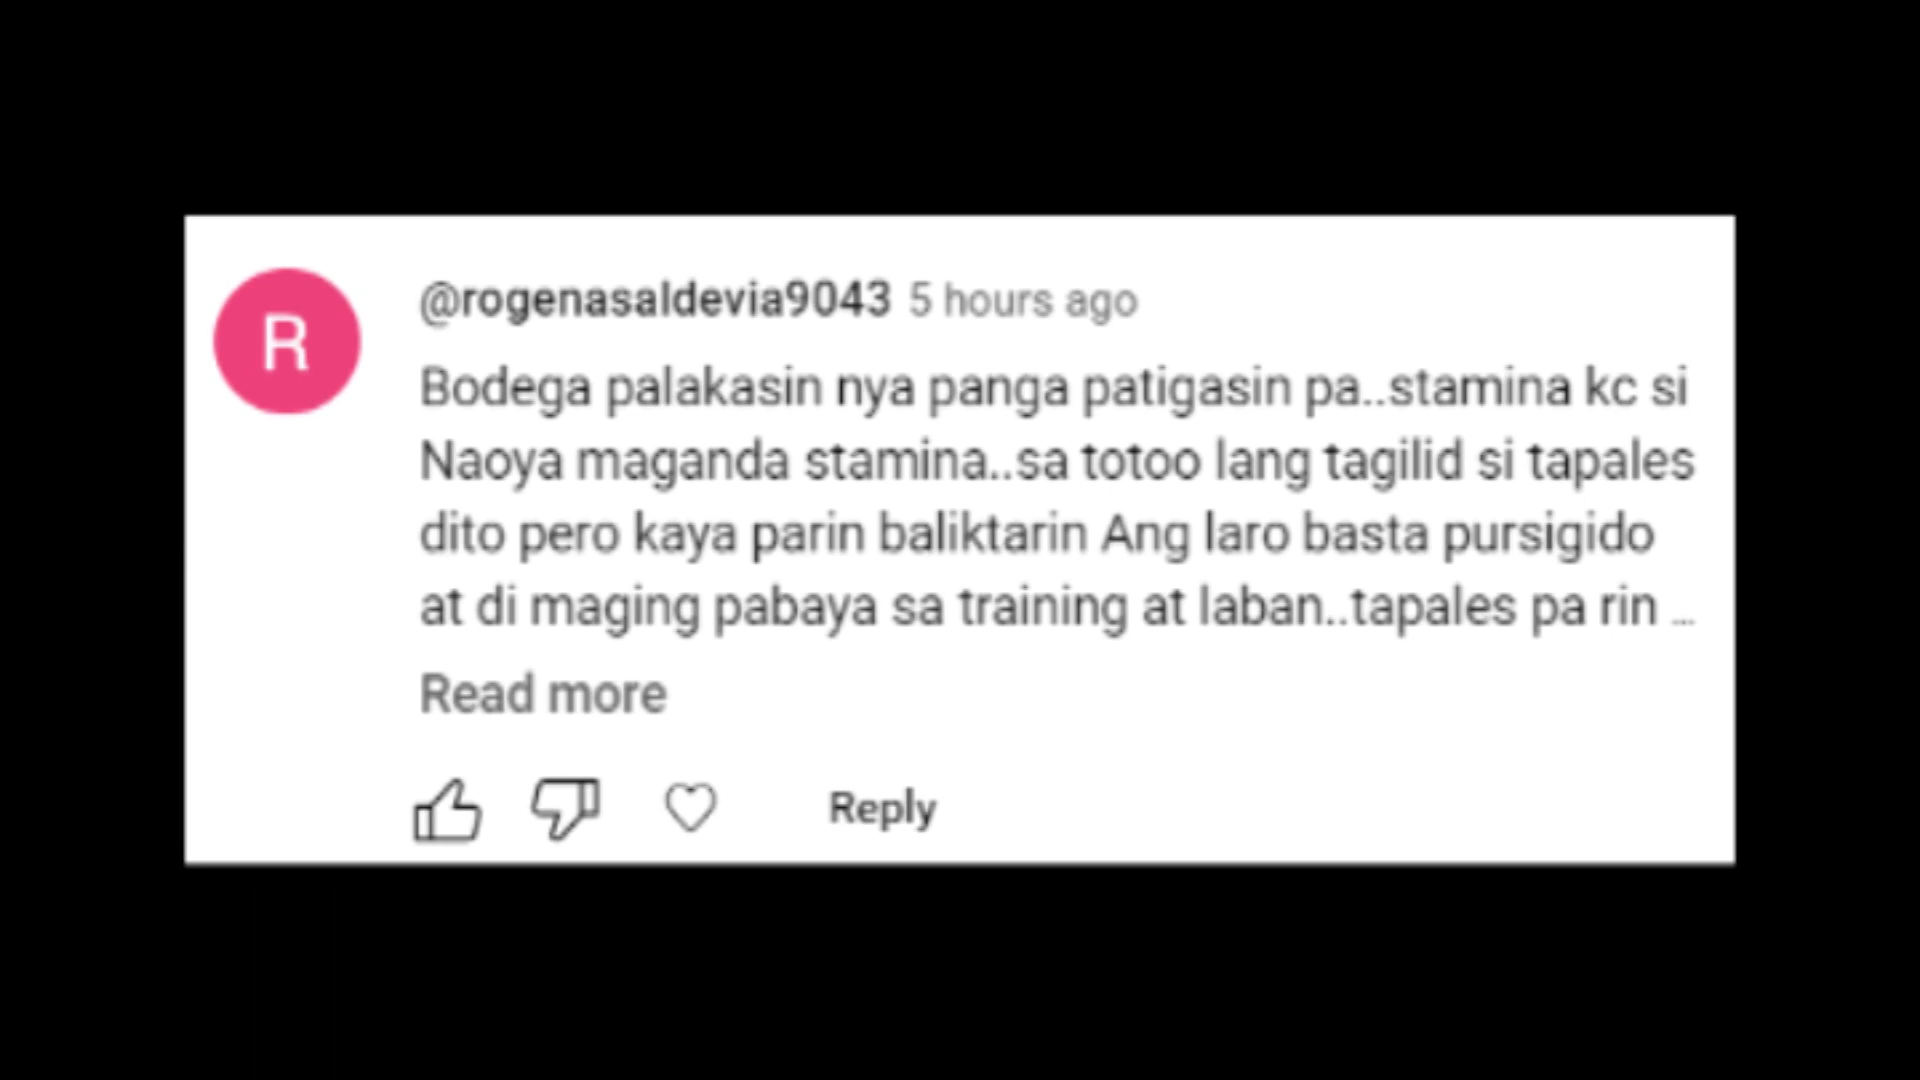 R
@rogenasaldevia9043 5 hours ago
Bodega palakasin nya panga patigasin pa..stamina kc si
Naoya maganda stamina..sa totoo lang tagilid si tapales
dito pero kaya parin baliktarin Ang laro basta pursigido
at di maging pabaya sa training at laban..tapales pa rin ...
Read more
Reply